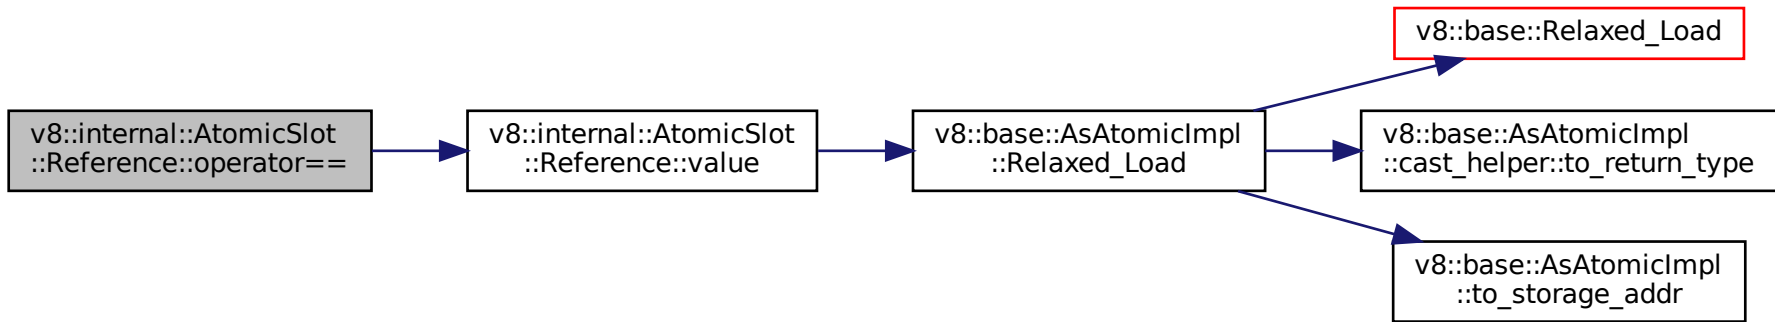 v8::internal::AtomicSlot
::Reference::operator==
v8::internal::AtomicSlot
::Reference::value
v8::base::AsAtomicImpl
::Relaxed_Load
v8::base::Relaxed_Load
v8::base::AsAtomicImpl
::cast_helper::to_return_type
v8::base::AsAtomicImpl
::to_storage_addr